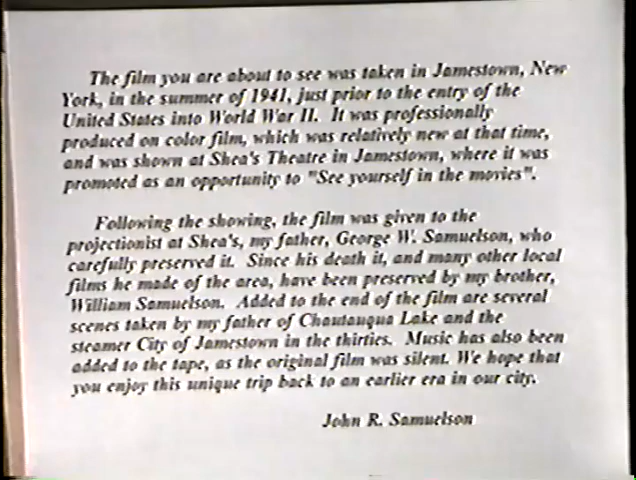 The film you are about to see was taken in Jamestown, New
York, in the summer of 1941, just prior to the entry of the
United States into World War II. It was professionally
produced on color film, which was relatively new at that time,
and was shown at Shea's Theatre in Jamestown, where it was
promoted as an opportunity to "See yourself in the movies".
Following the showing, the film was given to the
projectionist at Shea's, my father, George W. Samuelson, who
carefully preserved it. Since his death it, and many other local
films he made of the area, have been preserved by my brother,
William Samuelson. Added to the end of the film are several
scenes taken by my father of Chautauqua Lake and the
steamer City of Jamestown in the thirties. Music has also been
added to the tape, as the original film was silent. We hope that
you enjoy this unique trip back to an earlier era in our city.
John R. Samuelson